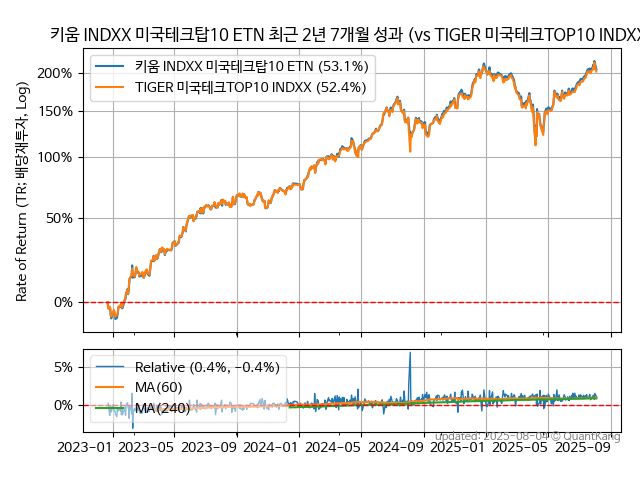 키움 INDXX 미국테크탑10 ETN 최근 2년 7개월 성과 (vs TIGER 미국테크TOP10 INDXX
키움 INDXX 미국테크탑10 ETN (53.1%)
TIGER 미국테크TOP10 INDXX (52.4%)
Rate of Return (TR: 배당재투자, Log)
200%
150%
100%
50%
0%
Relative (0.4%, −0.4%)
MA(60)
MA(240)
5%
0%
updated: 2025-08-04 © QuantKang
2023-01 2023-05 2023-09 2024-01 2024-05 2024-09 2025-01 2025-05 2025-09